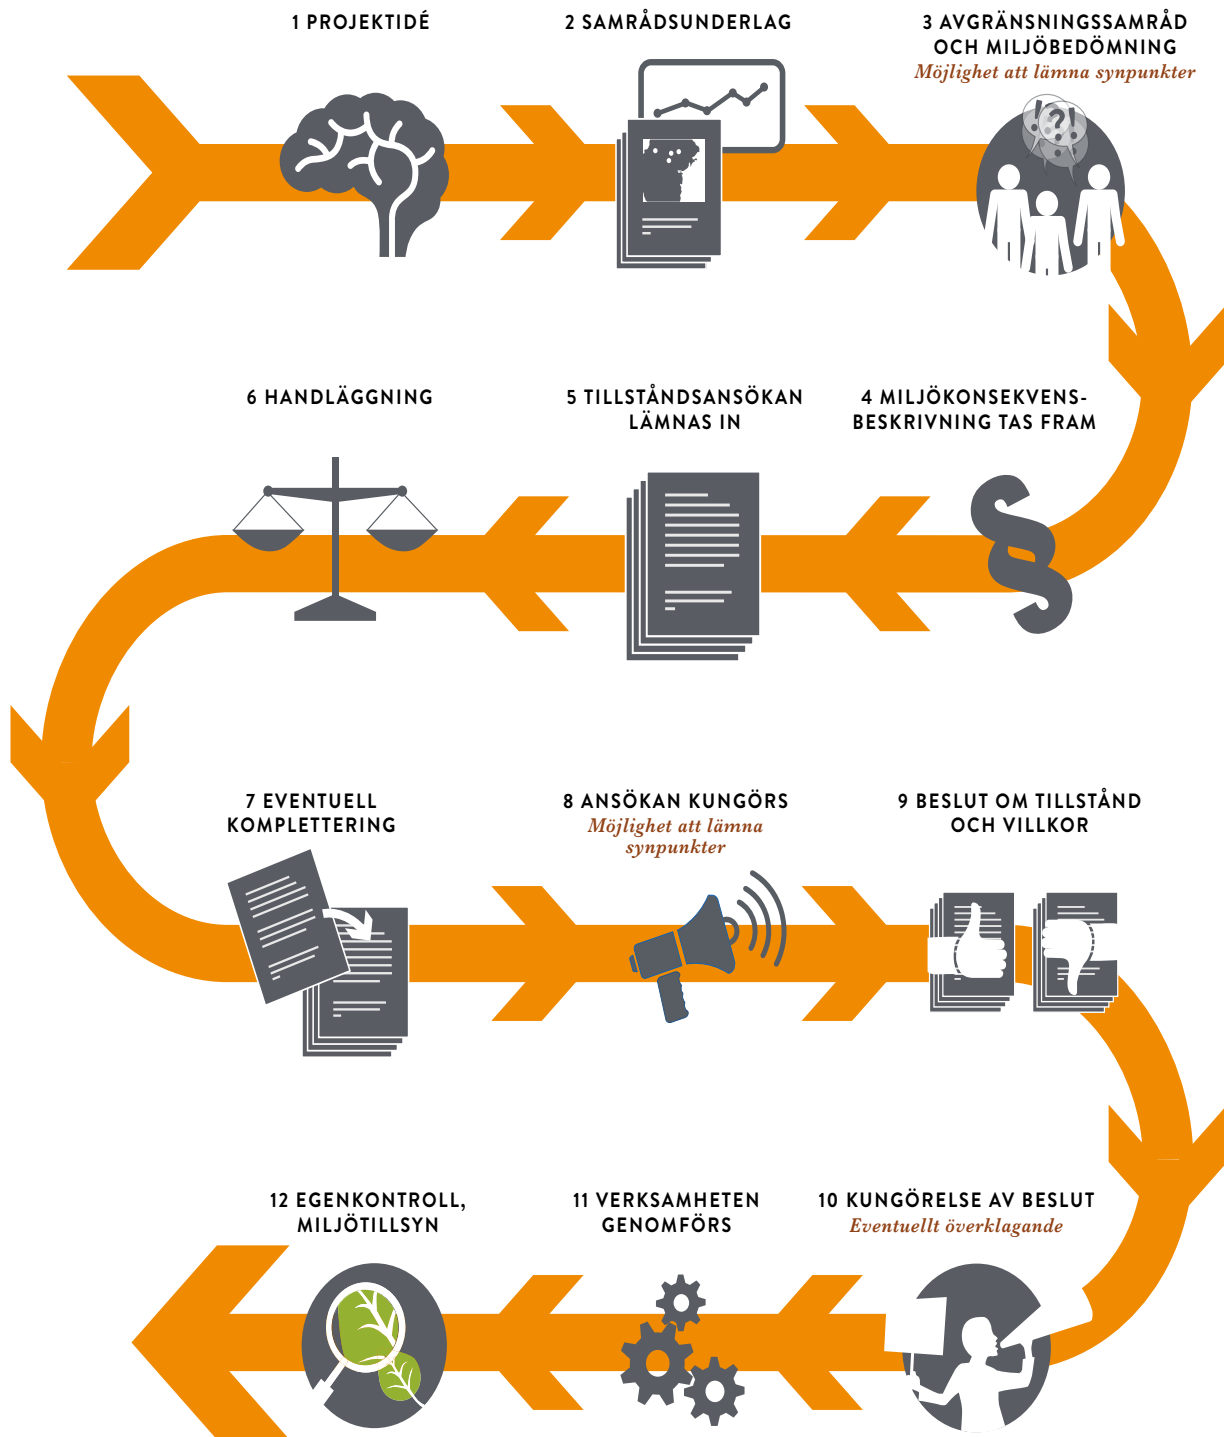 1 PROJEKTIDÉ
2 SAMRÅDSUNDERLAG
3 AVGRÄNSNINGSSAMRÅD
OCH MILJÖBEDÖMNING
Möjlighet att lämna synpunkter
!?!
4 MILJÖKONSEKVENS-
BESKRIVNING TAS FRAM
§
5 TILLSTÅNDSANSÖKAN
LÄMNAS IN
6 HANDLÄGGNING
7 EVENTUELL
KOMPLETTERING
8 ANSÖKAN KUNGÖRS
Möjlighet att lämna
synpunkter
9 BESLUT OM TILLSTÅND
OCH VILLKOR
10 KUNGÖRELSE AV BESLUT
Eventuellt överklagande
11 VERKSAMHETEN
GENOMFÖRS
12 EGENKONTROLL,
MILJÖTILLSYN